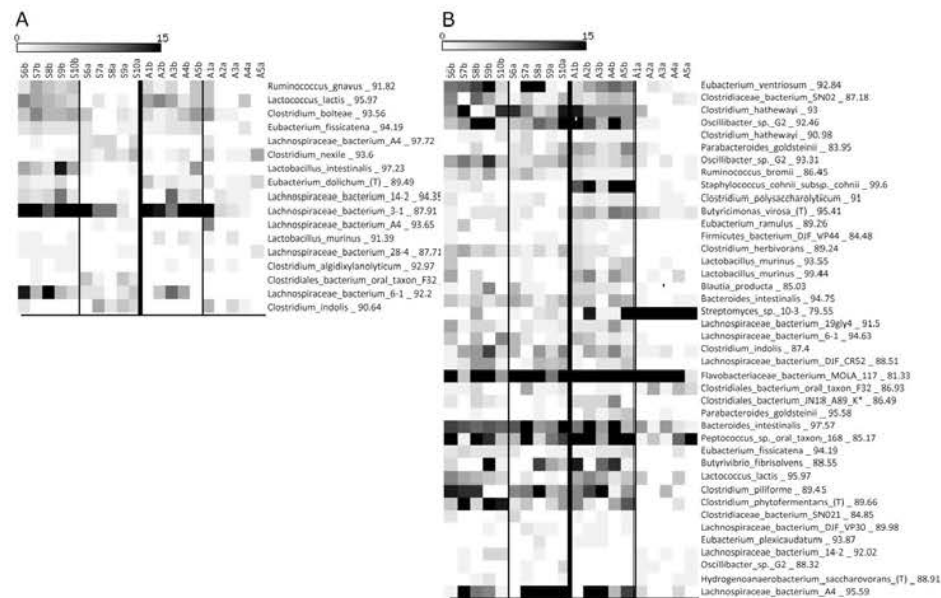 A
0 15
S6b S7b S8b S9b S10b S6a S7a S8a S9a S10a A1b A2b A3b A4b A5b A1a A2a A3a A4a A5a
Ruminococcus_gnavus _ 91.82
Lactococcus_lactis _ 95.97
Clostridium_bolteae _ 93.56
Eubacterium_fissicatena _ 94.19
Lachnospiraceae_bacterium_A4 _ 97.72
Clostridium_nexile _ 93.6
Lactobacillus_intestinalis _ 97.23
Eubacterium_dolichum_(T) _ 89.49
Lachnospiraceae_bacterium_14-2 _ 94.35
Lachnospiraceae_bacterium_3-1 _ 87.91
Lachnospiraceae_bacterium_A4 _ 93.65
Lactobacillus_murinus _ 91.39
Lachnospiraceae_bacterium_28-4 _ 87.71
Clostridium_algidixylanolyticum _ 92.97
Clostridiales_bacterium_oral_taxon_F32
Lachnospiraceae_bacterium_6-1 _ 92.2
Clostridium_indolis _ 90.64
B
0 15
S6b S7b S8b S9b S10b S6a S7a S8a S9a S10a A1b A2b A3b A4b A5b A1a A2a A3a A4a A5a
Eubacterium_ventriosum _ 92.84
Clostridiaceae_bacterium_SN02 _ 87.18
Clostridium_hathewayi _ 93
Oscillibacter_sp._G2 _ 92.46
Clostridium_hathewayi _ 90.98
Parabacteroides_goldsteinii _ 83.95
Oscillibacter_sp._G2 _ 93.31
Ruminococcus_bromii _ 86.45
Staphylococcus_cohnii_subsp._cohnii _ 99.6
Clostridium_polysaccharolyticum _ 91
Butyricimonas_virosa_(T) _ 95.41
Eubacterium_ramulus _ 89.26
Firmicutes_bacterium_DJF_VP44 _ 84.48
Clostridium_herbivorans _ 89.24
Lactobacillus_murinus _ 93.55
Lactobacillus_murinus _ 99.44
Blautia_producta _ 85.03
Bacteroides_intestinalis _ 94.75
Streptomyces_sp._10-3 _ 79.55
Lachnospiraceae_bacterium_19gly4 _ 91.5
Lachnospiraceae_bacterium_6-1 _ 94.63
Clostridium_indolis _ 87.4
Lachnospiraceae_bacterium_DJF_CR52 _ 88.51
Flavobacteriaceae_bacterium_MOLA_117 _ 81.33
Clostridiales_bacterium_oral_taxon_F32 _ 86.93
Clostridiales_bacterium_JN18_A89_K* _ 86.49
Parabacteroides_goldsteinii _ 95.58
Bacteroides_intestinalis _ 97.57
Peptococcus_sp._oral_taxon_168 _ 85.17
Eubacterium_fissicatena _ 94.19
Butyrivibrio_fibrisolvens _ 88.55
Lactococcus_lactis _ 95.97
Clostridium_piliforme _ 89.45
Clostridium_phytofermentans_(T) _ 89.66
Clostridiaceae_bacterium_SN021 _ 84.85
Lachnospiraceae_bacterium_DJF_VP30 _ 89.98
Eubacterium_plexicaudatum _ 93.87
Lachnospiraceae_bacterium_14-2 _ 92.02
Oscillibacter_sp._G2 _ 88.32
Hydrogenoanaerobacterium_saccharovorans_(T) _ 88.91
Lachnospiraceae_bacterium_A4 _ 95.59